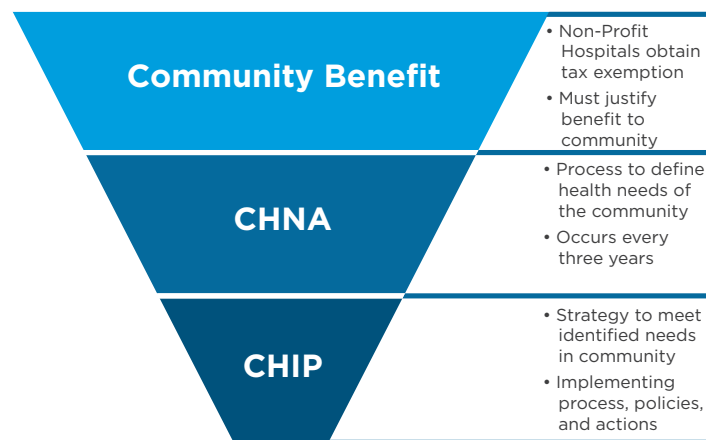 Community Benefit
• Non-Profit
Hospitals obtain
tax exemption
• Must justify
benefit to
community
CHNA
• Process to define
health needs of
the community
• Occurs every
three years
CHIP
• Strategy to meet
identified needs
in community
• Implementing
process, policies,
and actions